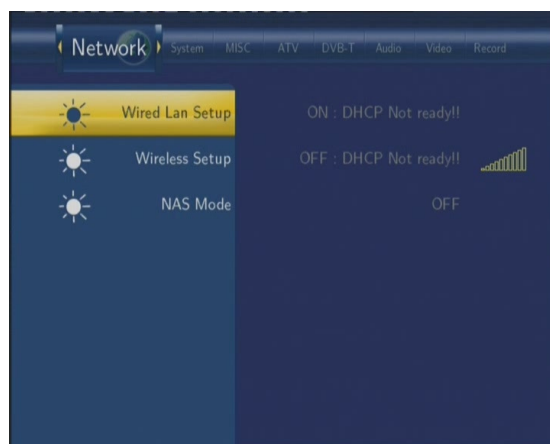 Network System MISC ATV DVB-T Audio Video Record
Wired Lan Setup ON : DHCP Not ready!!
Wireless Setup OFF : DHCP Not ready!!
NAS Mode OFF